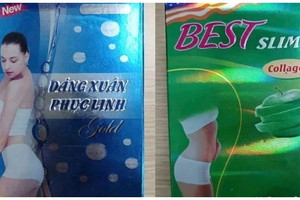 New
DÁNG XUÂN
PHỤC LINH
Gold
BEST SLIM
Collage